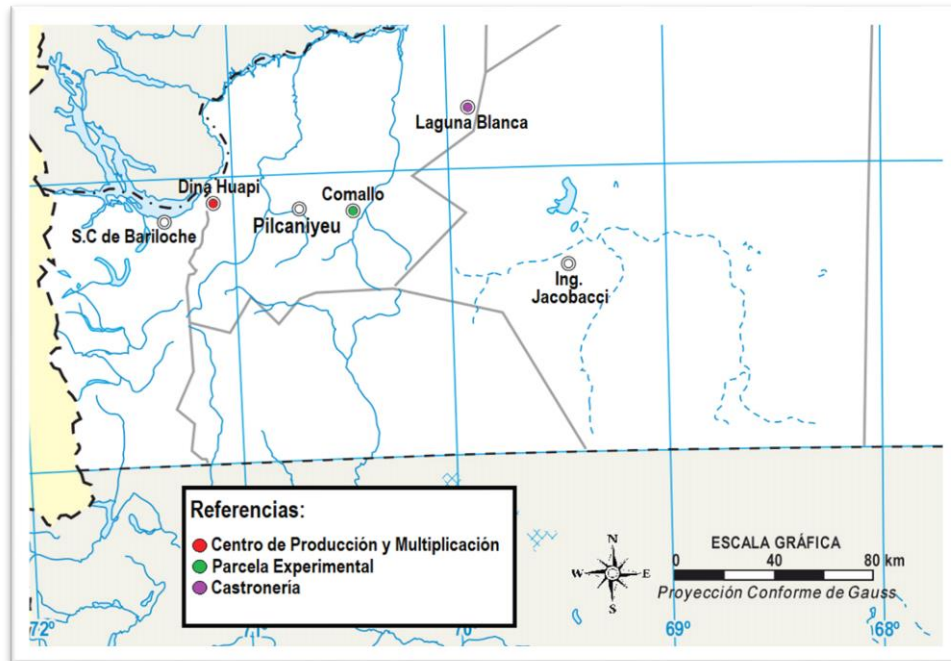 Laguna Blanca
Dina Huapi
Comallo
S.C de Bariloche
Pilcaniyeu
Ing.
Jacobacci
Referencias:
Centro de Producción y Multiplicación
Parcela Experimental
Castronería
N
W E
S
ESCALA GRÁFICA
0 40 80 km
Proyección Conforme de Gauss
72° 71° 70° 69° 68°